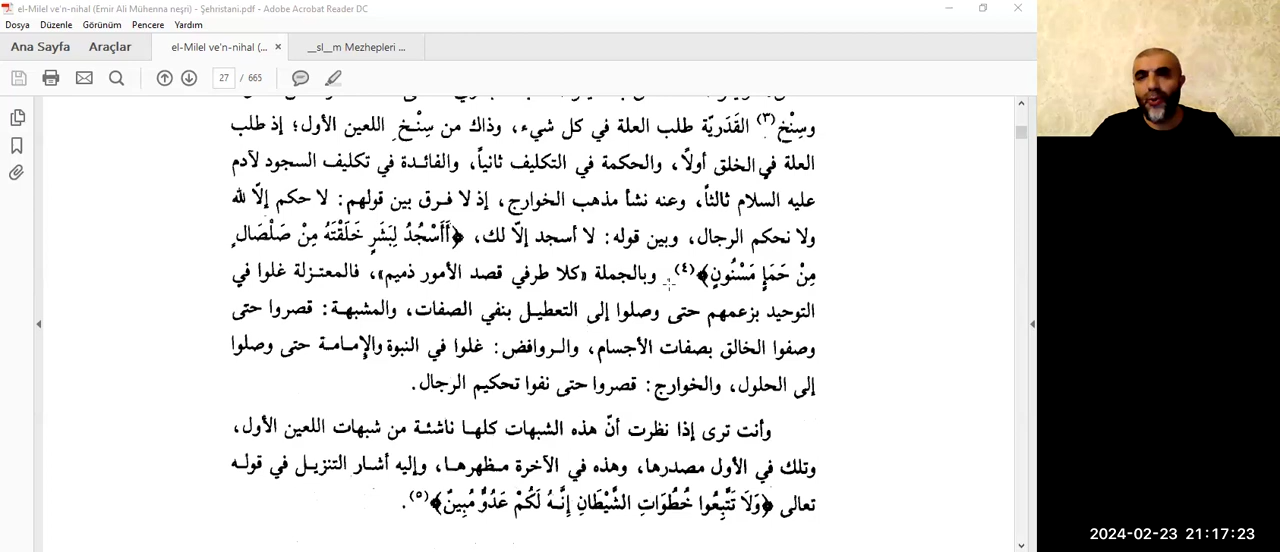 el-Milel ve'n-nihal (Emir Ali Mühenna neşri) - Şehristani.pdf - Adobe Acrobat Reader DC
Dosya Düzenle Görünüm Pencere Yardım
Ana Sayfa Araçlar el-Milel ve'n-nihal (... × __sl__m Mezhepleri ...
27 / 665
وسِنْخ(٣) القَدَريّة طلب العلة في كل شيء، وذاك من سِنْخِ اللعين الأول؛ إذ طلب
العلة في الخلق أولاً، والحكمة في التكليف ثانياً، والفائدة في تكليف السجود لآدم
عليه السلام ثالثاً، وعنه نشأ مذهب الخوارج، إذ لا فرق بين قولهم: لا حكم إلّا لله
ولا نحكم الرجال، وبين قوله: لا أسجد إلّا لك، ﴿أَأَسْجُدُ لِبَشَرٍ خَلَقْتَهُ مِنْ صَلْصَالٍ
مِنْ حَمَإٍ مَسْنُونٍ﴾(٤) وبالجملة «كلا طرفي قصد الأمور ذميم»، فالمعتزلة غلوا في
التوحيد بزعمهم حتى وصلوا إلى التعطيل بنفي الصفات، والمشبهة: قصروا حتى
وصفوا الخالق بصفات الأجسام، والروافض: غلوا في النبوة والإمامة حتى وصلوا
إلى الحلول، والخوارج: قصروا حتى نفوا تحكيم الرجال.
وأنت ترى إذا نظرت أنّ هذه الشبهات كلها ناشئة من شبهات اللعين الأول،
وتلك في الأول مصدرها، وهذه في الآخرة مظهرها، وإليه أشار التنزيل في قوله
تعالى ﴿وَلَا تَتَّبِعُوا خُطُوَاتِ الشَّيْطَانِ إِنَّهُ لَكُمْ عَدُوٌّ مُبِينٌ﴾(٥).
2024-02-23 21:17:23